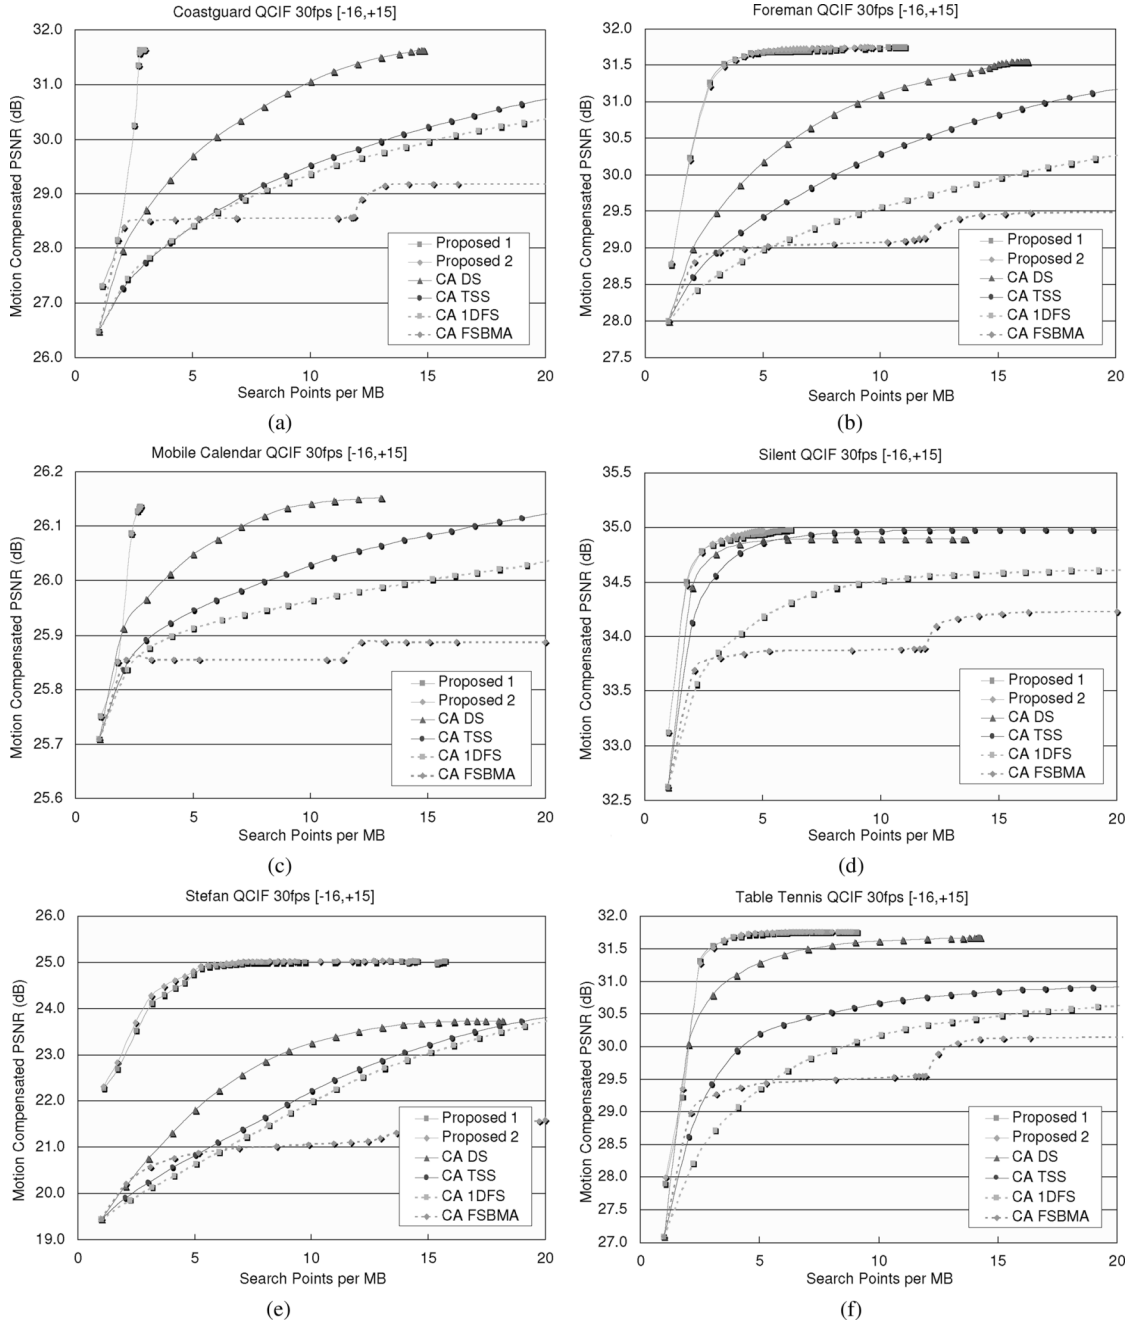 Coastguard QCIF 30fps [-16,+15]
Motion Compensated PSNR (dB)
32.0
31.0
30.0
29.0
28.0
27.0
26.0
Proposed 1
Proposed 2
CA DS
CA TSS
CA 1DFS
CA FSBMA
0 5 10 15 20
Search Points per MB
(a)
Foreman QCIF 30fps [-16,+15]
Motion Compensated PSNR (dB)
32.0
31.5
31.0
30.5
30.0
29.5
29.0
28.5
28.0
27.5
Proposed 1
Proposed 2
CA DS
CA TSS
CA 1DFS
CA FSBMA
0 5 10 15 20
Search Points per MB
(b)
Mobile Calendar QCIF 30fps [-16,+15]
Motion Compensated PSNR (dB)
26.2
26.1
26.0
25.9
25.8
25.7
25.6
Proposed 1
Proposed 2
CA DS
CA TSS
CA 1DFS
CA FSBMA
0 5 10 15 20
Search Points per MB
(c)
Silent QCIF 30fps [-16,+15]
Motion Compensated PSNR (dB)
35.5
35.0
34.5
34.0
33.5
33.0
32.5
Proposed 1
Proposed 2
CA DS
CA TSS
CA 1DFS
CA FSBMA
0 5 10 15 20
Search Points per MB
(d)
Stefan QCIF 30fps [-16,+15]
Motion Compensated PSNR (dB)
26.0
25.0
24.0
23.0
22.0
21.0
20.0
19.0
Proposed 1
Proposed 2
CA DS
CA TSS
CA 1DFS
CA FSBMA
0 5 10 15 20
Search Points per MB
(e)
Table Tennis QCIF 30fps [-16,+15]
Motion Compensated PSNR (dB)
32.0
31.5
31.0
30.5
30.0
29.5
29.0
28.5
28.0
27.5
27.0
Proposed 1
Proposed 2
CA DS
CA TSS
CA 1DFS
CA FSBMA
0 5 10 15 20
Search Points per MB
(f)